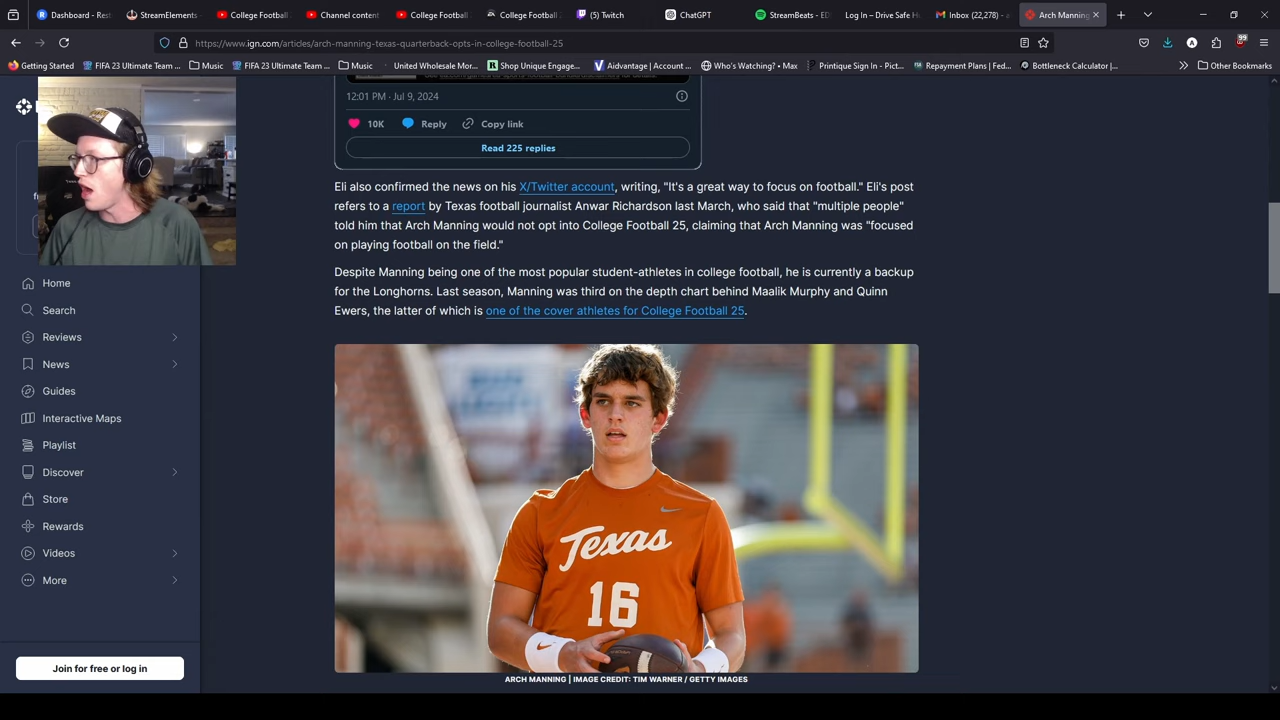 Dashboard - Rest
StreamElements -
College Football
Channel content
College Football
College Football 2
(5) Twitch
ChatGPT
StreamBeats - ED
Log In – Drive Safe H
Inbox (22,278) -
Arch Manning
https://www.ign.com/articles/arch-manning-texas-quarterback-opts-in-college-football-25
99
Getting Started
FIFA 23 Ultimate Team ...
Music
FIFA 23 Ultimate Team ...
Music
United Wholesale Mor...
Shop Unique Engage...
Aidvantage | Account ...
Who's Watching? • Max
Printique Sign In - Pict...
Repayment Plans | Fed...
Bottleneck Calculator |...
Other Bookmarks
12:01 PM · Jul 9, 2024
10K
Reply
Copy link
Read 225 replies
Eli also confirmed the news on his X/Twitter account, writing, "It's a great way to focus on football." Eli's post
refers to a report by Texas football journalist Anwar Richardson last March, who said that "multiple people"
told him that Arch Manning would not opt into College Football 25, claiming that Arch Manning was "focused
on playing football on the field."
Despite Manning being one of the most popular student-athletes in college football, he is currently a backup
for the Longhorns. Last season, Manning was third on the depth chart behind Maalik Murphy and Quinn
Ewers, the latter of which is one of the cover athletes for College Football 25.
Home
Search
Reviews
News
Guides
Interactive Maps
Playlist
Discover
Store
Rewards
Videos
More
Join for free or log in
Texas
16
ARCH MANNING | IMAGE CREDIT: TIM WARNER / GETTY IMAGES